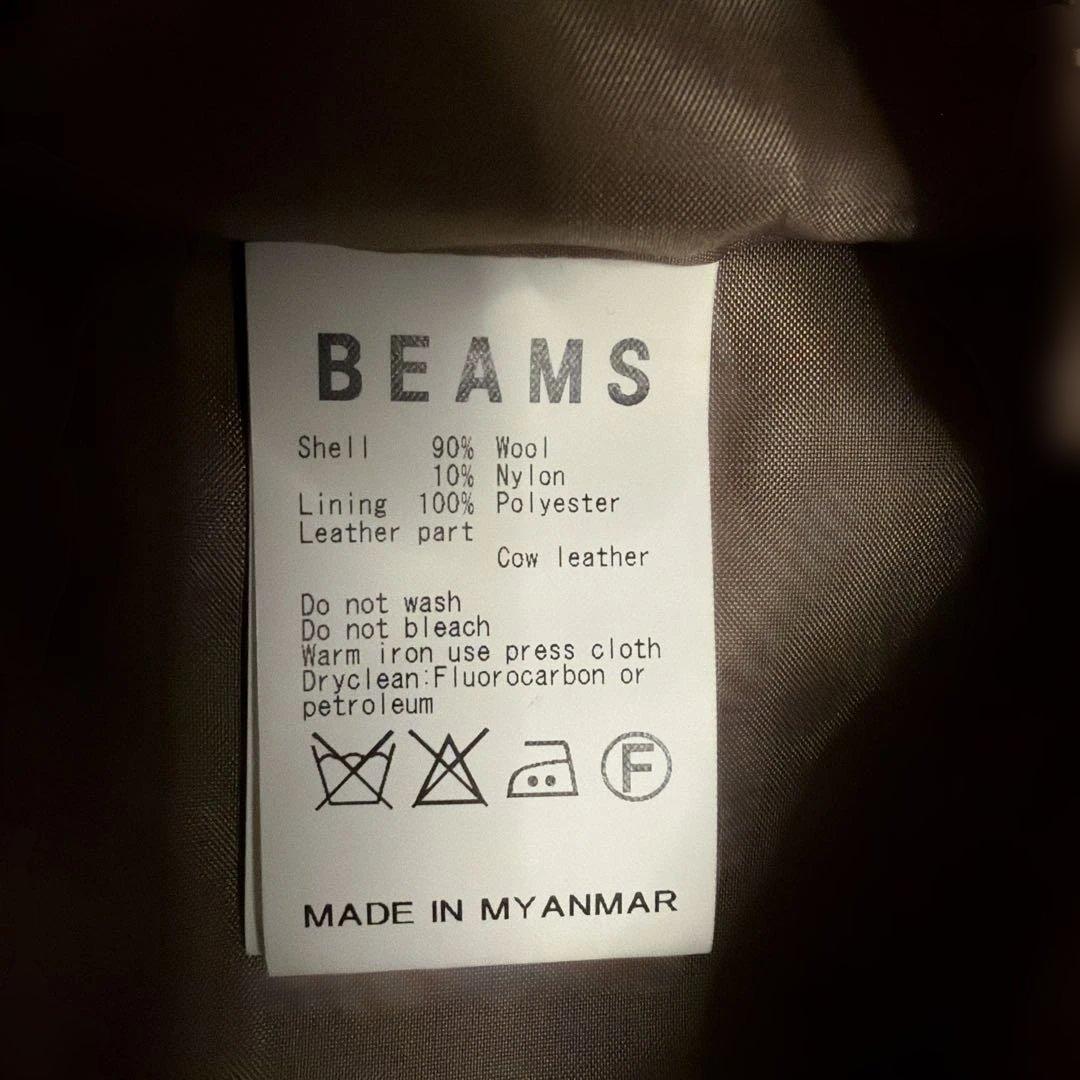 BEAMS
Shell 90% Wool
10% Nylon
Lining 100% Polyester
Leather part
Cow leather
Do not wash
Do not bleach
Warm iron use press cloth
Dryclean:Fluorocarbon or
petroleum
F
MADE IN MYANMAR